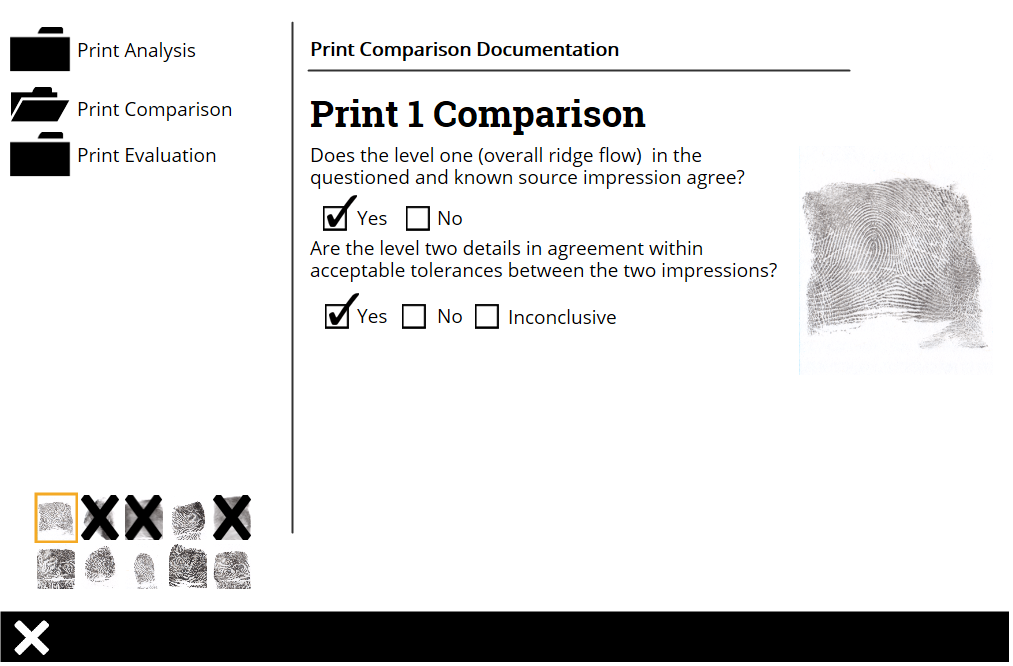 Print Analysis
Print Comparison
Print Evaluation
Print Comparison Documentation
Print 1 Comparison
Does the level one (overall ridge flow)  in the
questioned and known source impression agree?
Yes No
Are the level two details in agreement within
acceptable tolerances between the two impressions?
Yes No Inconclusive